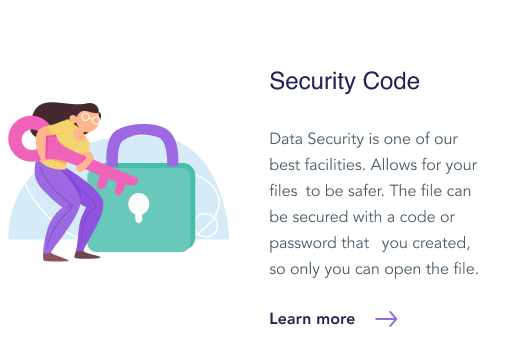 Security Code
Data Security is one of our
best facilities. Allows for your
files to be safer. The file can
be secured with a code or
password that you created,
so only you can open the file.
Learn more